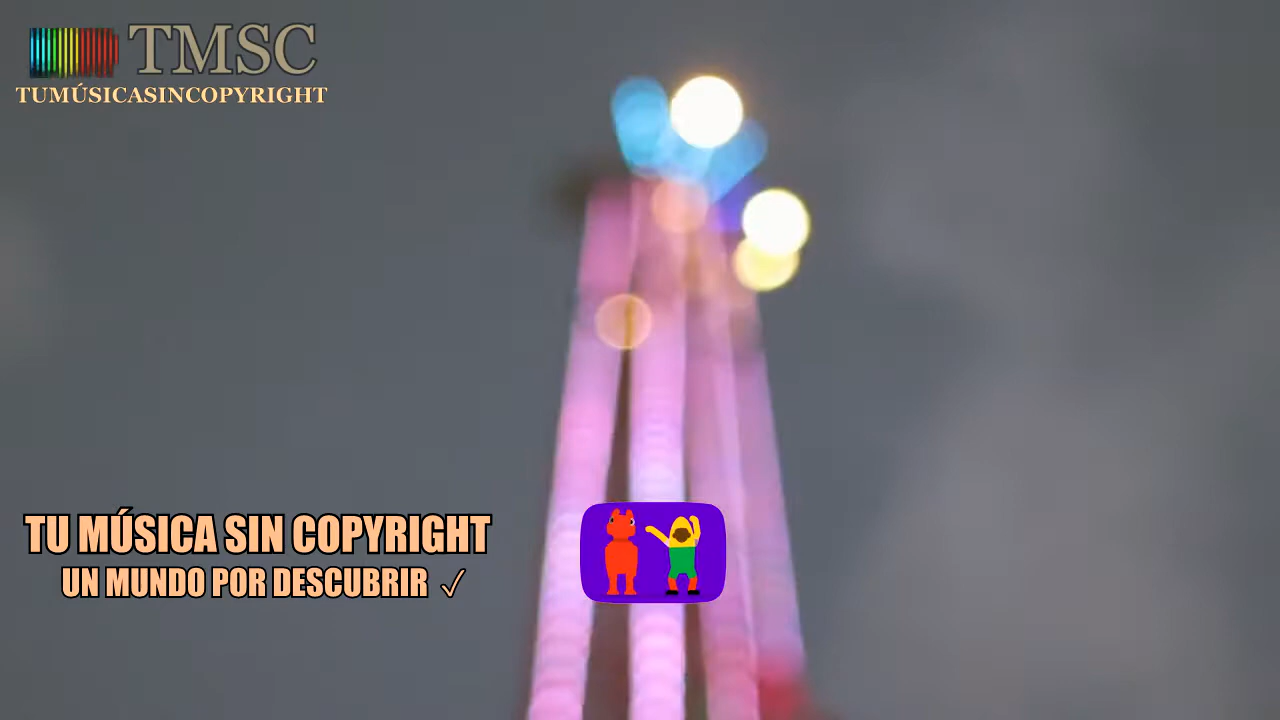 TMSC
TUMÚSICASINCOPYRIGHT
TU MÚSICA SIN COPYRIGHT
UN MUNDO POR DESCUBRIR ✓